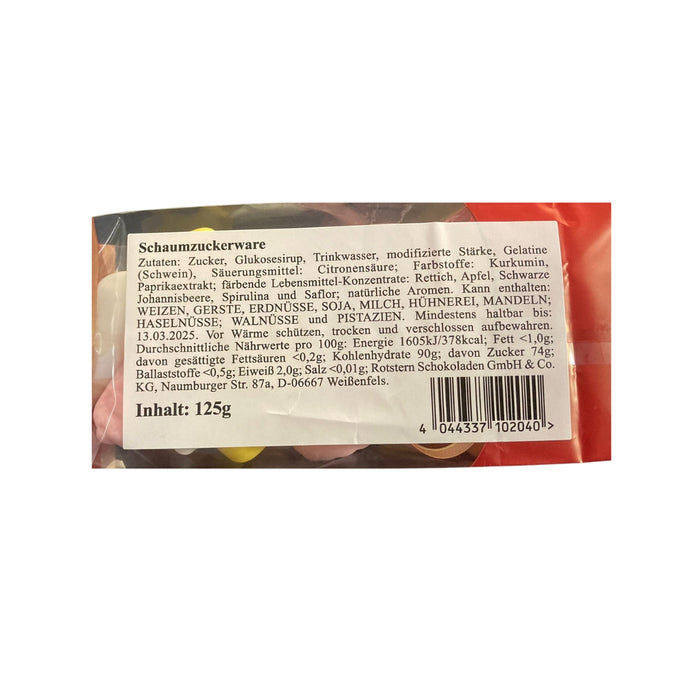 Schaumzuckerware
Zutaten: Zucker, Glukosesirup, Trinkwasser, modifizierte Stärke, Gelatine
(Schwein), Säuerungsmittel: Citronensäure; Farbstoffe: Kurkumin,
Paprikaextrakt; färbende Lebensmittel-Konzentrate: Rettich, Apfel, Schwarze
Johannisbeere, Spirulina und Saflor; natürliche Aromen. Kann enthalten:
WEIZEN, GERSTE, ERDNÜSSE, SOJA, MILCH, HÜHNEREI, MANDELN;
HASELNÜSSE; WALNÜSSE und PISTAZIEN. Mindestens haltbar bis:
13.03.2025. Vor Wärme schützen, trocken und verschlossen aufbewahren.
Durchschnittliche Nährwerte pro 100g: Energie 1605kJ/378kcal; Fett <1,0g;
davon gesättigte Fettsäuren <0,2g; Kohlenhydrate 90g; davon Zucker 74g;
Ballaststoffe <0,5g; Eiweiß 2,0g; Salz <0,01g; Rotstern Schokoladen GmbH & Co.
KG, Naumburger Str. 87a, D-06667 Weißenfels.
Inhalt: 125g
4 044337 102040 >